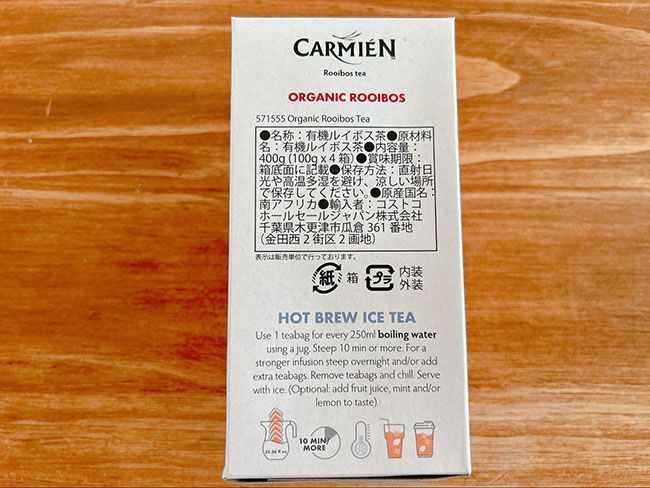 CARMIÉN
Rooibos tea
ORGANIC ROOIBOS
571555 Organic Rooibos Tea
●名称：有機ルイボス茶●原材料
名：有機ルイボス茶●内容量：
400g (100g x 4 箱)●賞味期限：
箱底面に記載●保存方法：直射日
光や高温多湿を避け、涼しい場所
で保存してください。●原産国名：
南アフリカ●輸入者：コストコ
ホールセールジャパン株式会社
千葉県木更津市瓜倉 361 番地
（金田西 2 街区 2 画地）
表示は販売単位で行っております。
紙 箱 プラ 内装
外装
HOT BREW ICE TEA
Use 1 teabag for every 250ml boiling water
using a jug. Steep 10 min or more. For a
stronger infusion steep overnight and/or add
extra teabags. Remove teabags and chill. Serve
with ice. (Optional: add fruit juice, mint and/or
lemon to taste).
10 MIN/
MORE